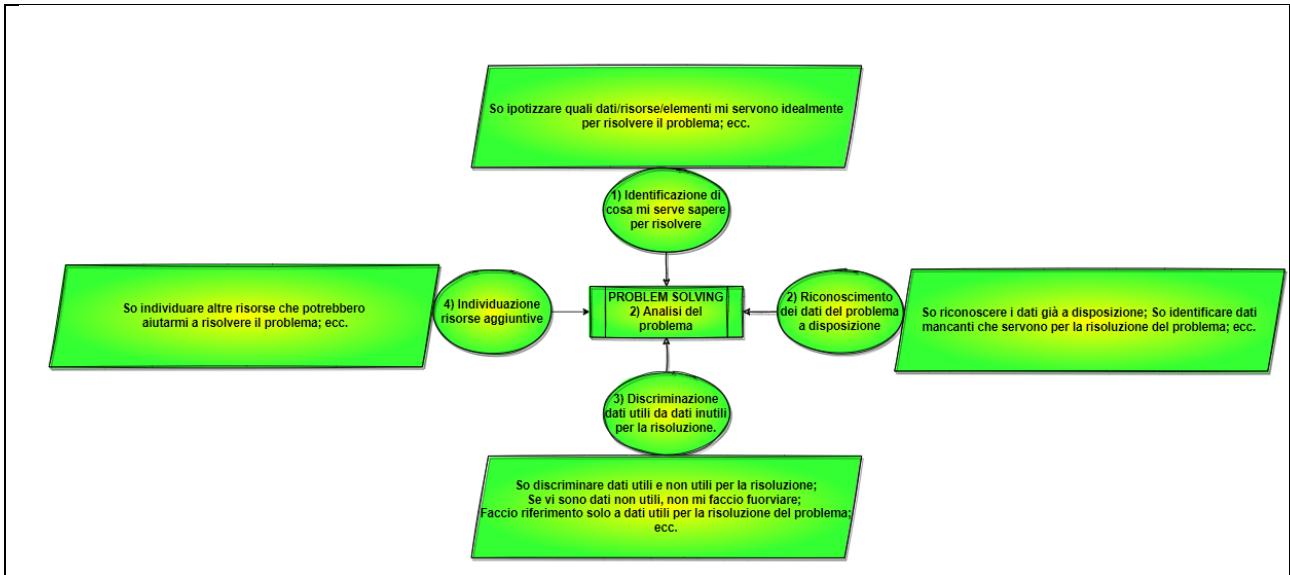 So ipotizzare quali dati/risorse/elementi mi servono idealmente
per risolvere il problema; ecc.
1) Identificazione di
cosa mi serve sapere
per risolvere
So individuare altre risorse che potrebbero
aiutarmi a risolvere il problema; ecc.
4) Individuazione
risorse aggiuntive
PROBLEM SOLVING
2) Analisi del
problema
2) Riconoscimento
dei dati del problema
a disposizione
So riconoscere i dati già a disposizione; So identificare dati
mancanti che servono per la risoluzione del problema; ecc.
3) Discriminazione
dati utili da dati inutili
per la risoluzione.
So discriminare dati utili e non utili per la risoluzione;
Se vi sono dati non utili, non mi faccio fuorviare;
Faccio riferimento solo a dati utili per la risoluzione del problema;
ecc.